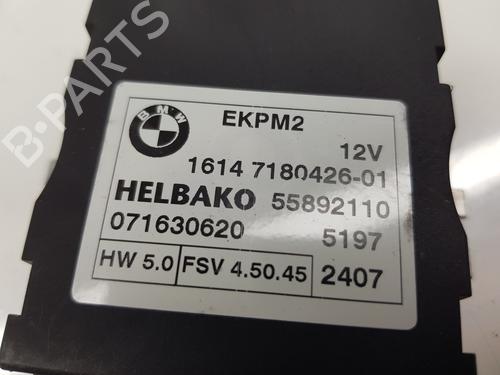 B-PARTS
BMW
EKPM2
12V
1614 7180426-01
HELBAKO 55892110
071630620 5197
HW 5.0 FSV 4.50.45 2407